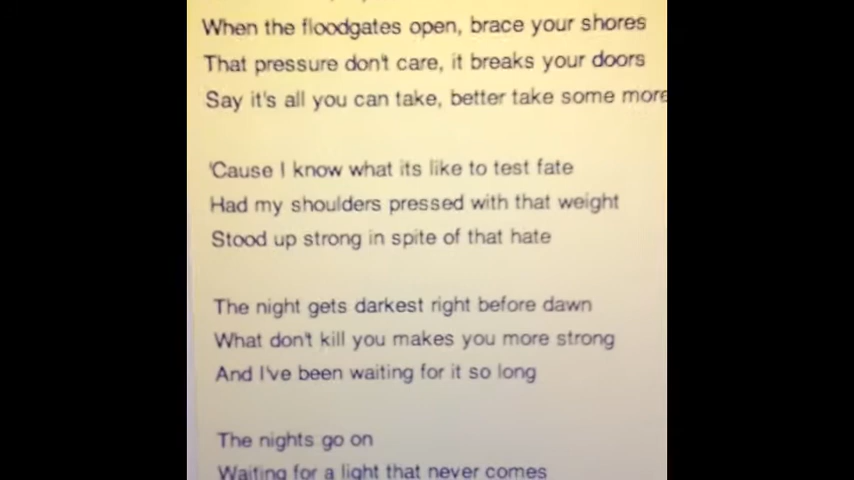 When the floodgates open, brace your shores
That pressure don't care, it breaks your doors
Say it's all you can take, better take some more
'Cause I know what its like to test fate
Had my shoulders pressed with that weight
Stood up strong in spite of that hate
The night gets darkest right before dawn
What don't kill you makes you more strong
And I've been waiting for it so long
The nights go on
Waiting for a light that never comes